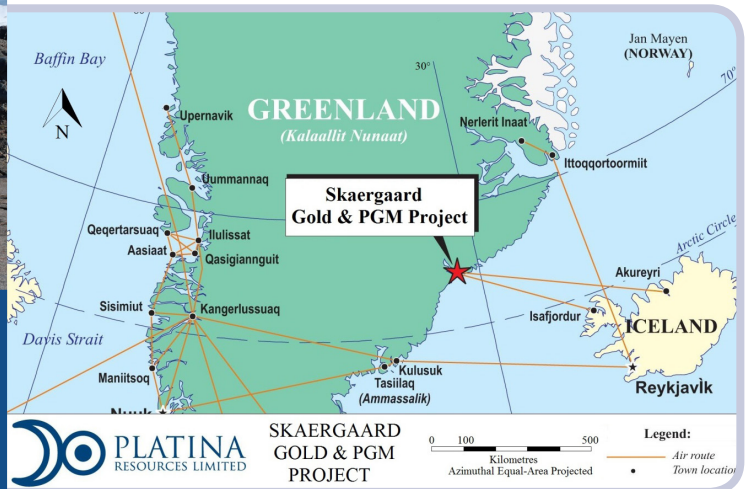 Baffin Bay
Jan Mayen
(NORWAY)
70°
30°
N
Upernavik
GREENLAND
(Kalaallit Nunaat)
Nerlerit Inaat
Ittoqqortoormiit
Uummannaq
Skaergaard
Gold & PGM Project
Qeqertarsuaq
Ilulissat
Aasiaat
Qasigiannguit
Arctic Circle
Akureyri
Sisimiut
Kangerlussuaq
Isafjordur
ICELAND
Davis Strait
Maniitsoq
Kulusuk
Tasiilaq
(Ammassalik)
Reykjavìk
Nuuk
PLATINA
RESOURCES LIMITED
SKAERGAARD
GOLD & PGM
PROJECT
0 100 500
Kilometres
Azimuthal Equal-Area Projected
Legend:
Air route
Town location